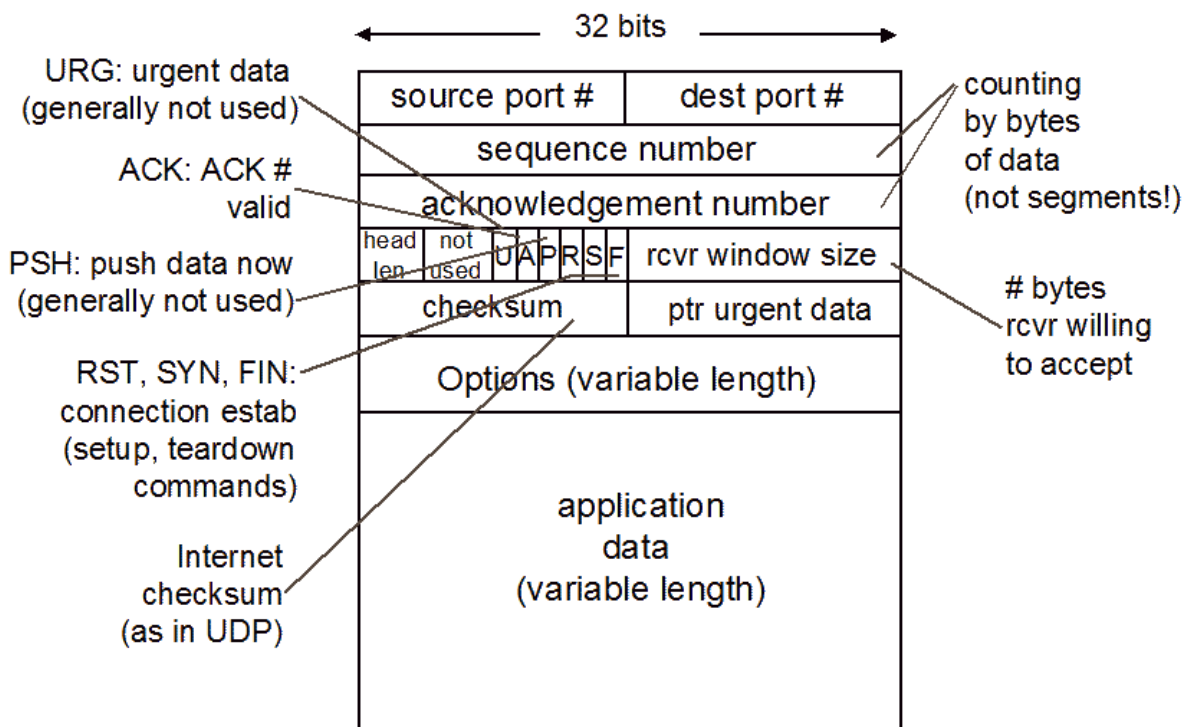 32 bits
URG: urgent data
(generally not used)
ACK: ACK #
valid
PSH: push data now
(generally not used)
RST, SYN, FIN:
connection estab
(setup, teardown
commands)
Internet
checksum
(as in UDP)
source port #
dest port #
sequence number
acknowledgement number
head
len
not
used
U
A
P
R
S
F
rcvr window size
checksum
ptr urgent data
Options (variable length)
application
data
(variable length)
counting
by bytes
of data
(not segments!)
# bytes
rcvr willing
to accept